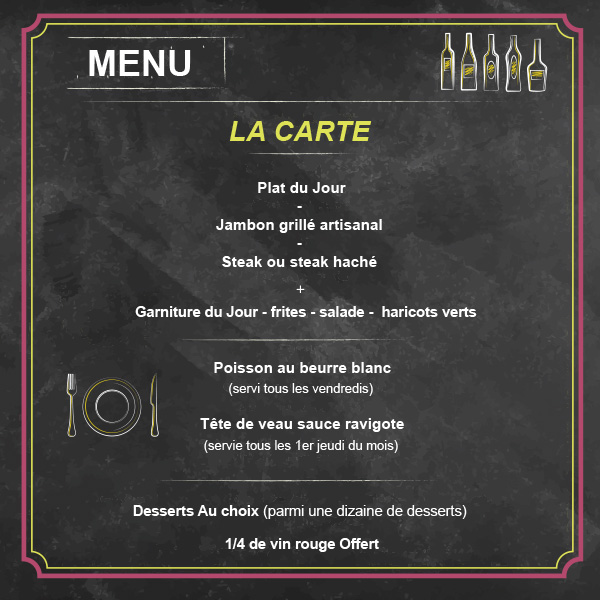 MENU
LA CARTE
Plat du Jour
-
Jambon grillé artisanal
-
Steak ou steak haché
+
Garniture du Jour - frites - salade - haricots verts
Poisson au beurre blanc
(servi tous les vendredis)
Tête de veau sauce ravigote
(servie tous les 1er jeudi du mois)
Desserts Au choix (parmi une dizaine de desserts)
1/4 de vin rouge Offert